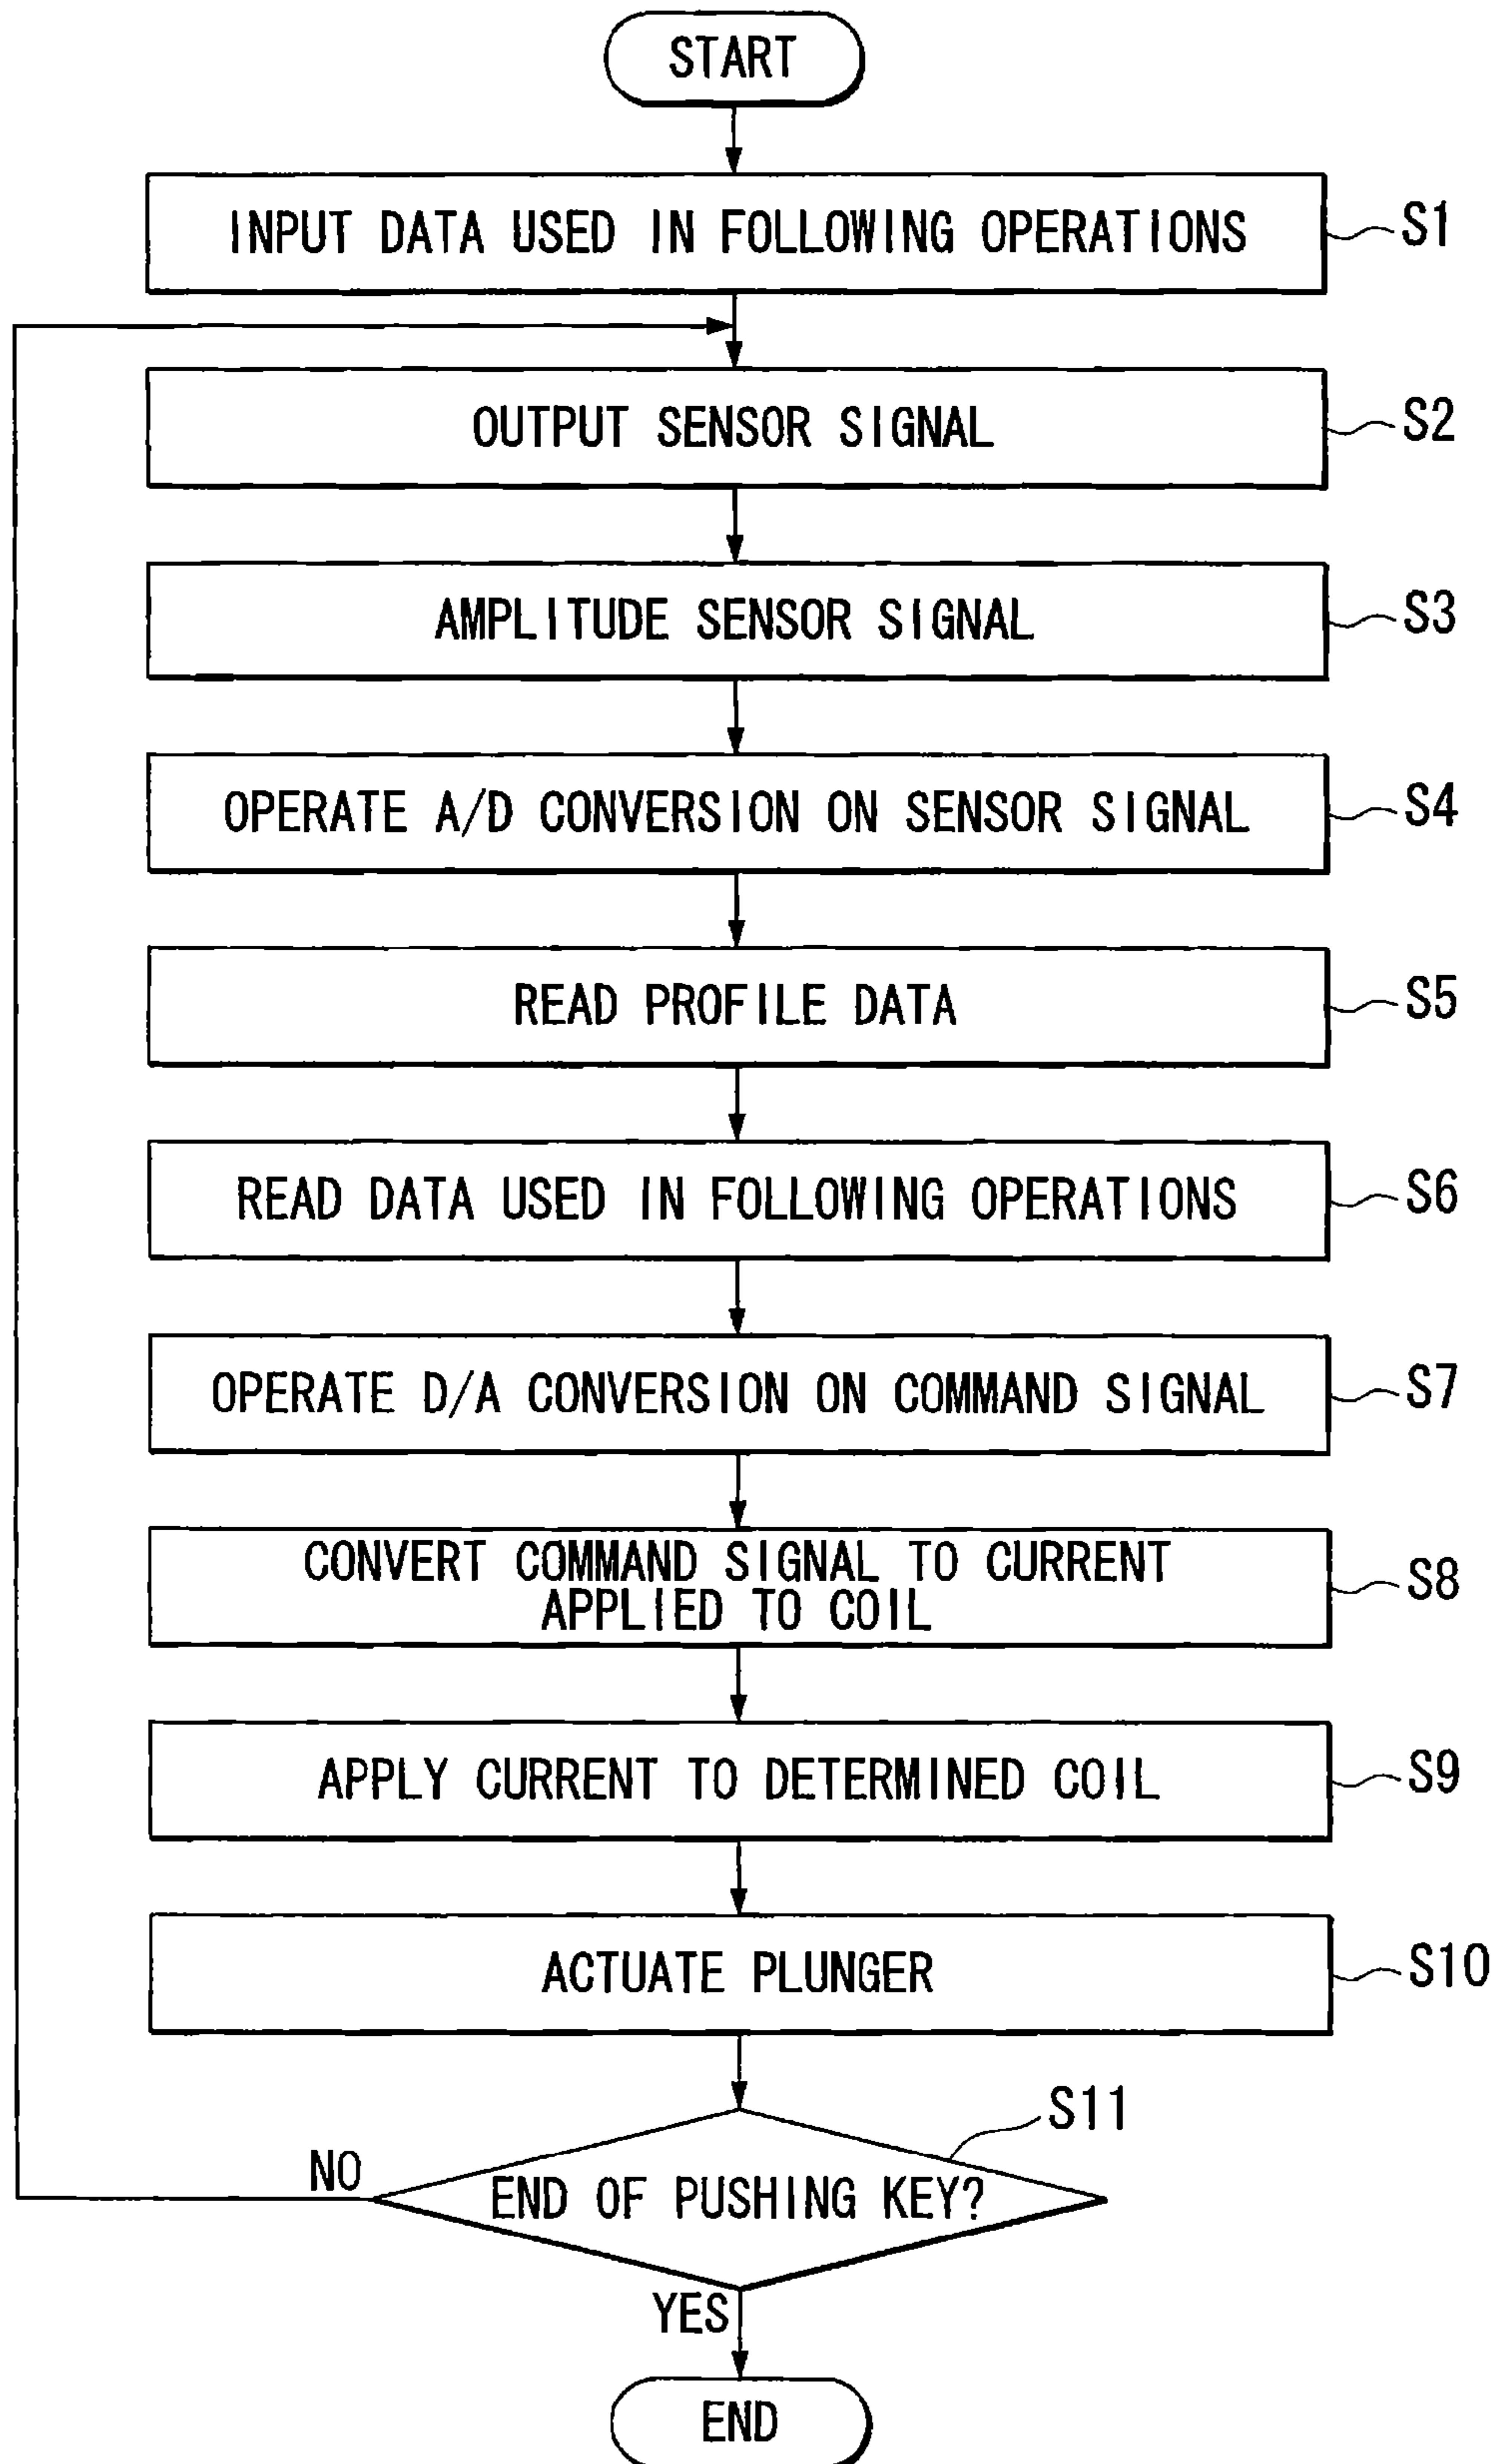 START
INPUT DATA USED IN FOLLOWING OPERATIONS
S1
OUTPUT SENSOR SIGNAL
S2
AMPLITUDE SENSOR SIGNAL
S3
OPERATE A/D CONVERSION ON SENSOR SIGNAL
S4
READ PROFILE DATA
S5
READ DATA USED IN FOLLOWING OPERATIONS
S6
OPERATE D/A CONVERSION ON COMMAND SIGNAL
S7
CONVERT COMMAND SIGNAL TO CURRENT
APPLIED TO COIL
S8
APPLY CURRENT TO DETERMINED COIL
S9
ACTUATE PLUNGER
S10
S11
NO
END OF PUSHING KEY?
YES
END